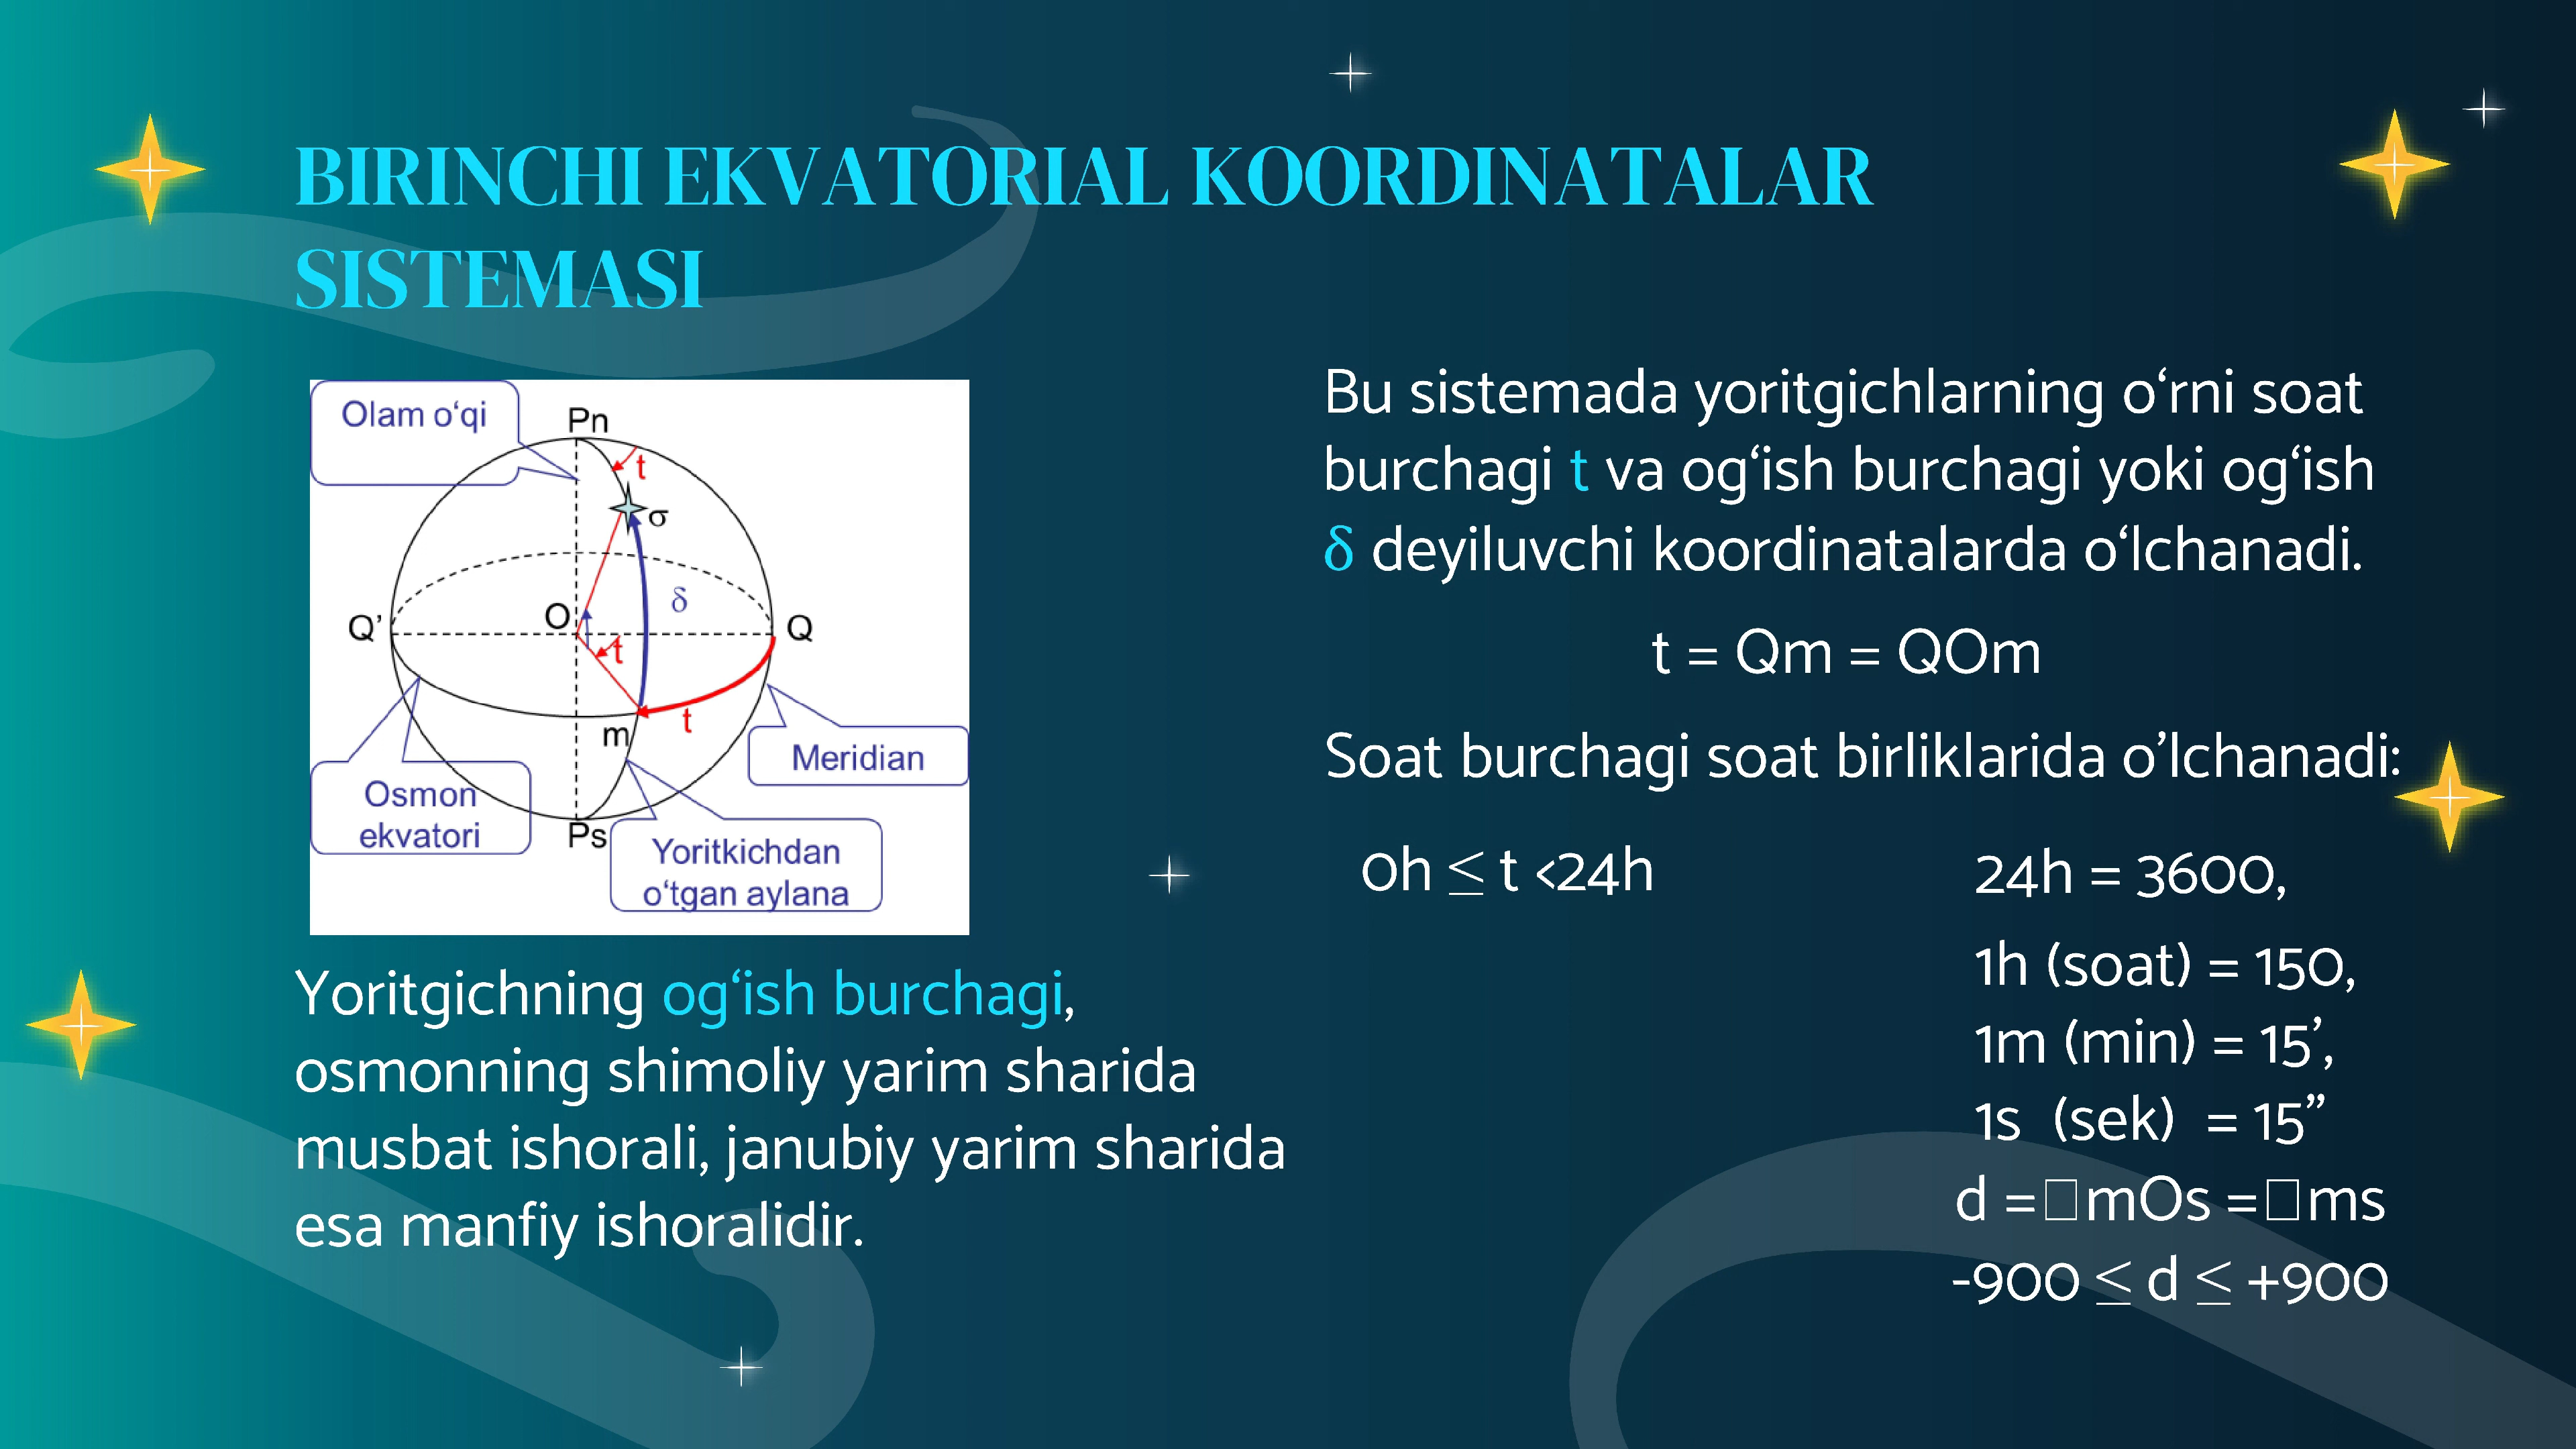 BIRINCHI EKVATORIAL KOORDINATALAR
SISTEMASI
Olam o‘qi
Pn
t
σ
δ
O
Q’
Q
t
t
m
Meridian
Osmon
ekvatori
Ps
Yoritkichdan
o‘tgan aylana
Yoritgichning og‘ish burchagi,
osmonning shimoliy yarim sharida
musbat ishorali, janubiy yarim sharida
esa manfiy ishoralidir.
Bu sistemada yoritgichlarning o‘rni soat
burchagi t va og‘ish burchagi yoki og‘ish
δ deyiluvchi koordinatalarda o‘lchanadi.
t = Qm = QOm
Soat burchagi soat birliklarida o’lchanadi:
0h ≤ t <24h
24h = 3600,
1h (soat) = 150,
1m (min) = 15’,
1s (sek) = 15”
d =□mOs =□ms
-900 ≤ d ≤ +900